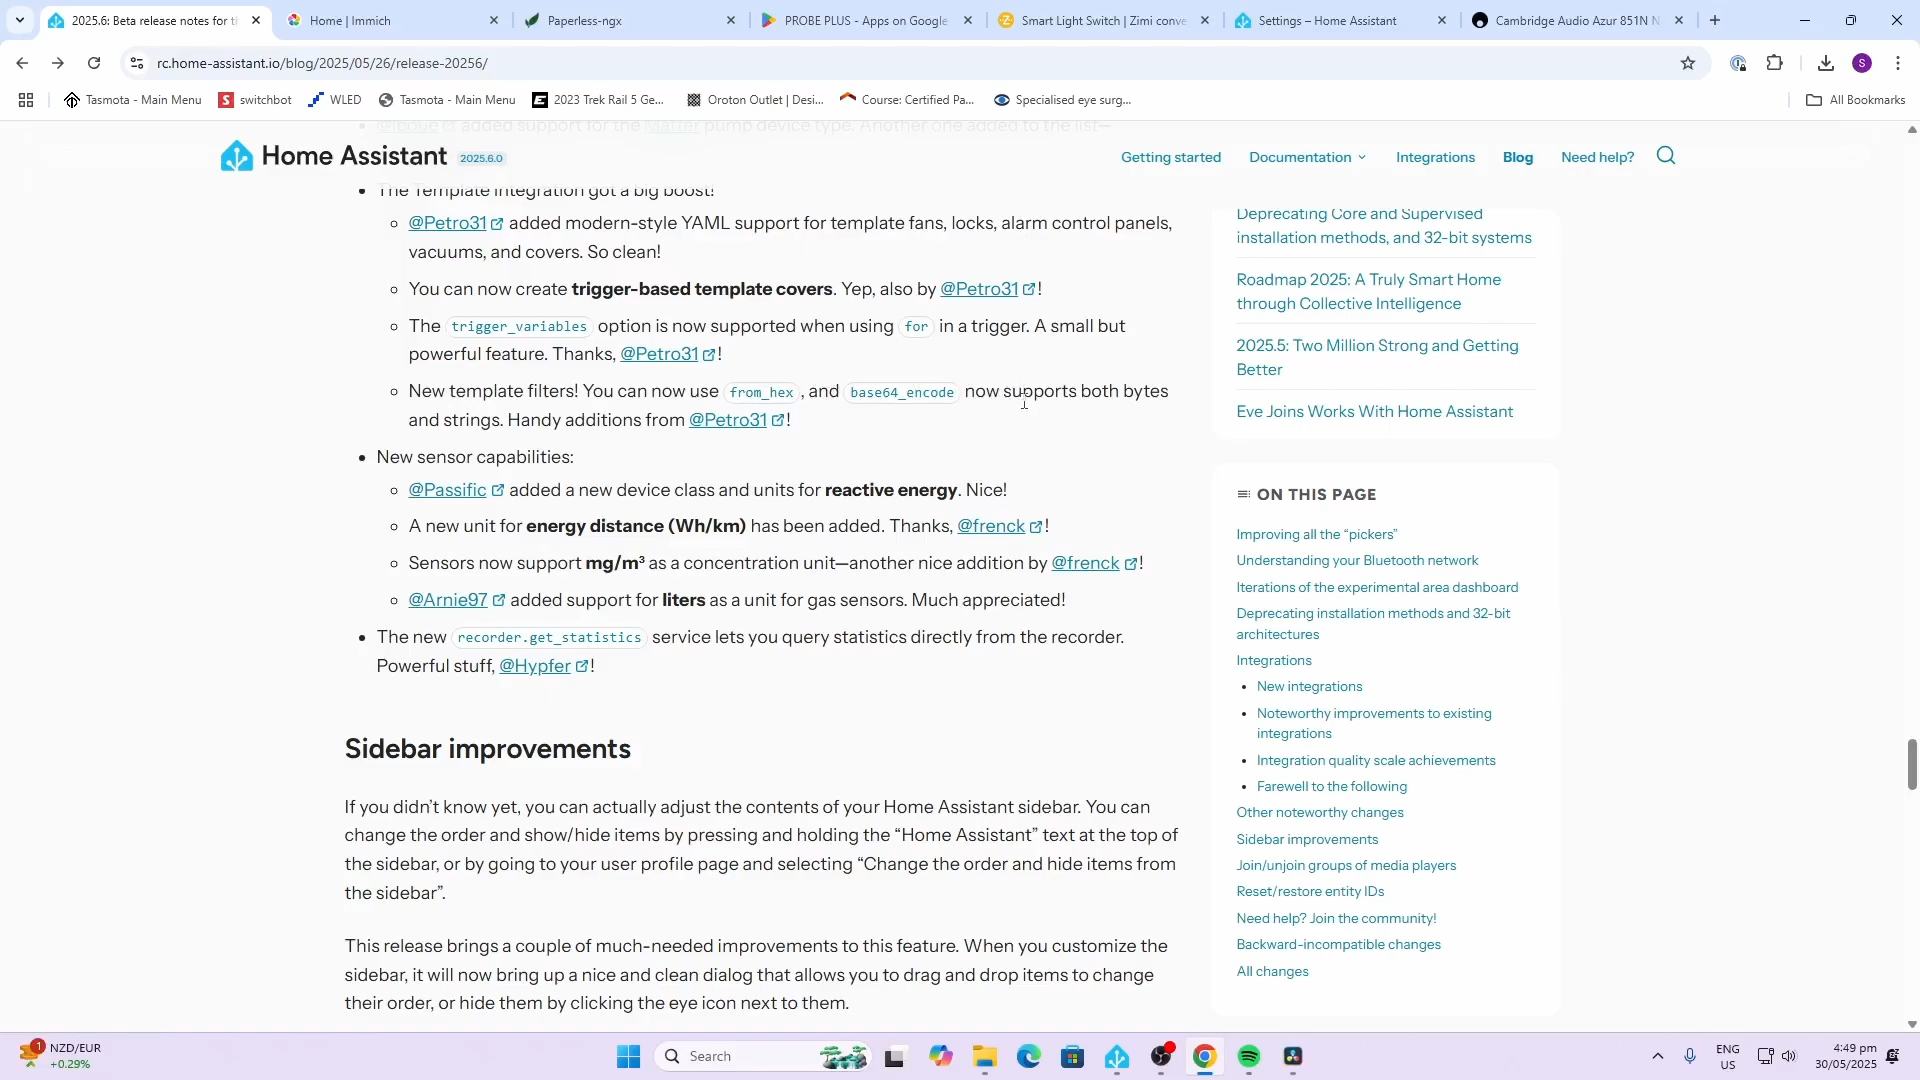 2025.6: Beta release notes for t
Home | Immich
Paperless-ngx
PROBE PLUS - Apps on Google
Smart Light Switch | Zimi conve
Settings – Home Assistant
Cambridge Audio Azur 851N N
rc.home-assistant.io/blog/2025/05/26/release-20256/
S
Tasmota - Main Menu
switchbot
WLED
Tasmota - Main Menu
2023 Trek Rail 5 Ge...
Oroton Outlet | Desi...
Course: Certified Pa...
Specialised eye surg...
All Bookmarks
added support for the Matter pump device type. Another one added to the list—
Home Assistant 2025.6.0
Getting started
Documentation
Integrations
Blog
Need help?
• The Template integration got a big boost!
@Petro31 added modern-style YAML support for template fans, locks, alarm control panels,
vacuums, and covers. So clean!
You can now create trigger-based template covers. Yep, also by @Petro31!
The trigger_variables option is now supported when using for in a trigger. A small but
powerful feature. Thanks, @Petro31!
New template filters! You can now use from_hex, and base64_encode now supports both bytes
and strings. Handy additions from @Petro31!
• New sensor capabilities:
@Passific added a new device class and units for reactive energy. Nice!
A new unit for energy distance (Wh/km) has been added. Thanks, @frenck!
Sensors now support mg/m³ as a concentration unit—another nice addition by @frenck!
@Arnie97 added support for liters as a unit for gas sensors. Much appreciated!
• The new recorder.get_statistics service lets you query statistics directly from the recorder.
Powerful stuff, @Hypfer!
Sidebar improvements
If you didn’t know yet, you can actually adjust the contents of your Home Assistant sidebar. You can
change the order and show/hide items by pressing and holding the “Home Assistant” text at the top of
the sidebar, or by going to your user profile page and selecting “Change the order and hide items from
the sidebar”.
This release brings a couple of much-needed improvements to this feature. When you customize the
sidebar, it will now bring up a nice and clean dialog that allows you to drag and drop items to change
their order, or hide them by clicking the eye icon next to them.
Deprecating Core and Supervised
installation methods, and 32-bit systems
Roadmap 2025: A Truly Smart Home
through Collective Intelligence
2025.5: Two Million Strong and Getting
Better
Eve Joins Works With Home Assistant
ON THIS PAGE
Improving all the “pickers”
Understanding your Bluetooth network
Iterations of the experimental area dashboard
Deprecating installation methods and 32-bit
architectures
Integrations
• New integrations
• Noteworthy improvements to existing
integrations
• Integration quality scale achievements
• Farewell to the following
Other noteworthy changes
Sidebar improvements
Join/unjoin groups of media players
Reset/restore entity IDs
Need help? Join the community!
Backward-incompatible changes
All changes
1
NZD/EUR
+0.29%
Search
ENG
US
4:49 pm
30/05/2025